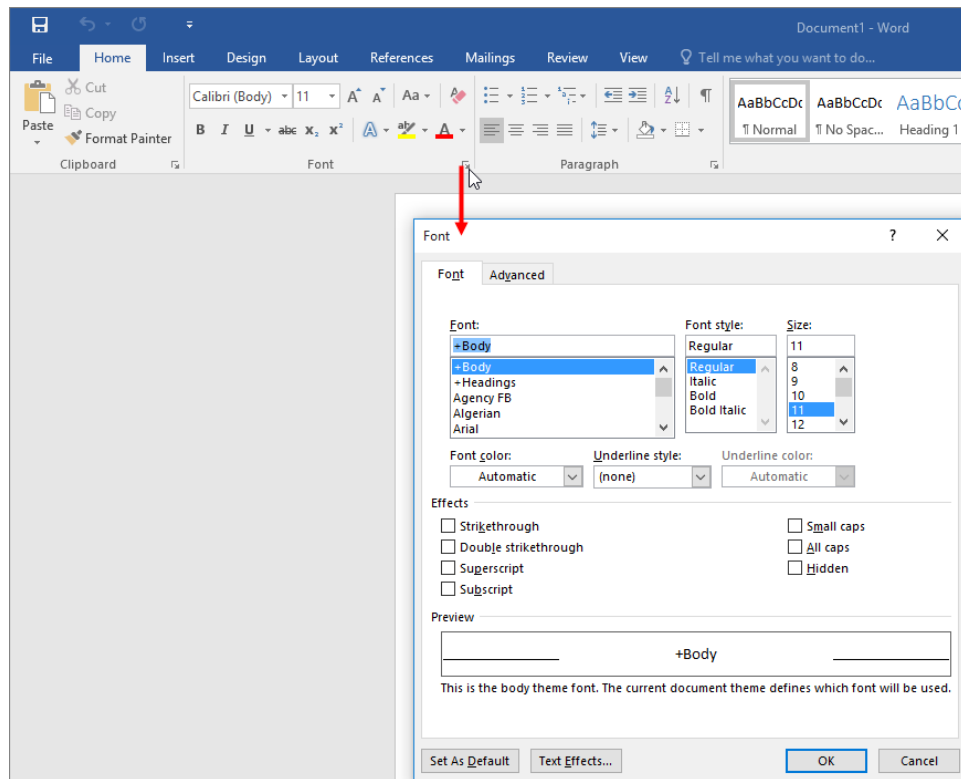 Document1 - Word
File Home Insert Design Layout References Mailings Review View Tell me what you want to do...
Cut
Copy
Paste
Format Painter
Clipboard
Calibri (Body) 11 A A Aa
B I U abc X₂ X² A ab A
Font
A Z ¶
Paragraph
AaBbCcDc AaBbCcDc AaBbCc
¶ Normal ¶ No Spac... Heading 1
Font ?
Font Advanced
Font: Font style: Size:
+Body Regular 11
+Body Regular 8
+Headings Italic 9
Agency FB Bold 10
Algerian Bold Italic 11
Arial 12
Font color: Underline style: Underline color:
Automatic (none) Automatic
Effects
Strikethrough Small caps
Double strikethrough All caps
Superscript Hidden
Subscript
Preview
+Body
This is the body theme font. The current document theme defines which font will be used.
Set As Default Text Effects... OK Cancel